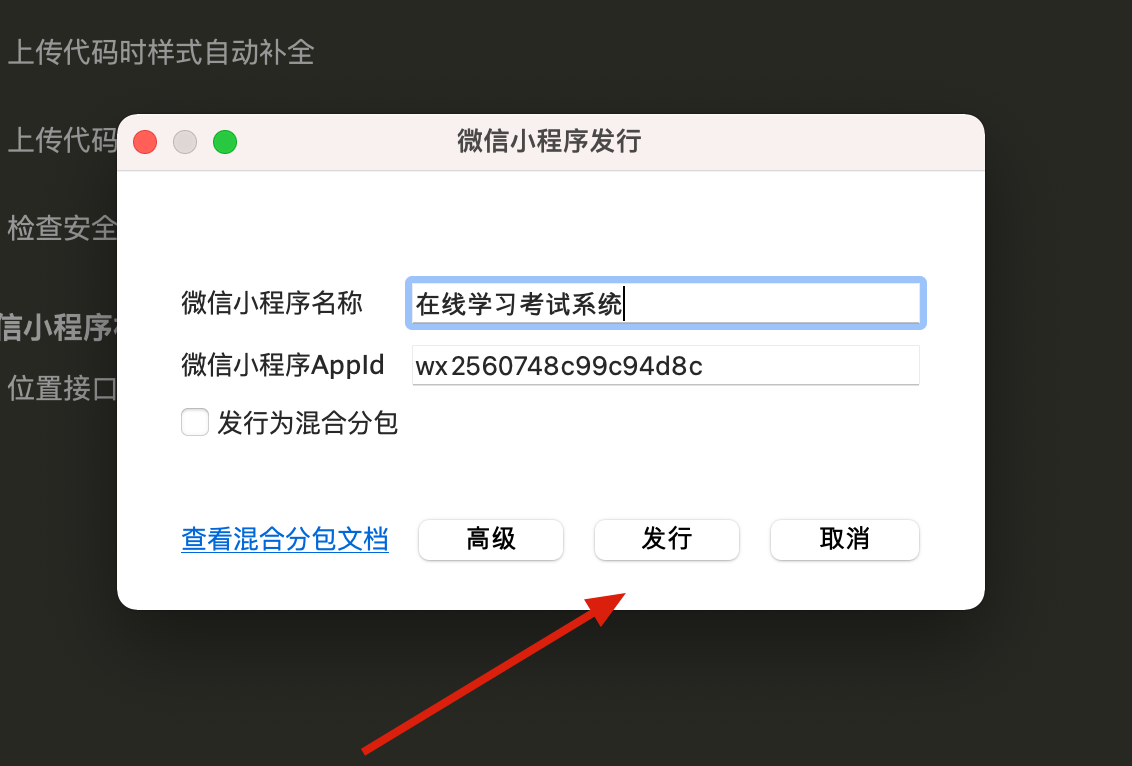 上传代码时样式自动补全
上传代码
微信小程序发行
检查安全
微信小程序名称 在线学习考试系统
信小程序
微信小程序AppId wx2560748c99c94d8c
位置接口
发行为混合分包
查看混合分包文档 高级 发行 取消